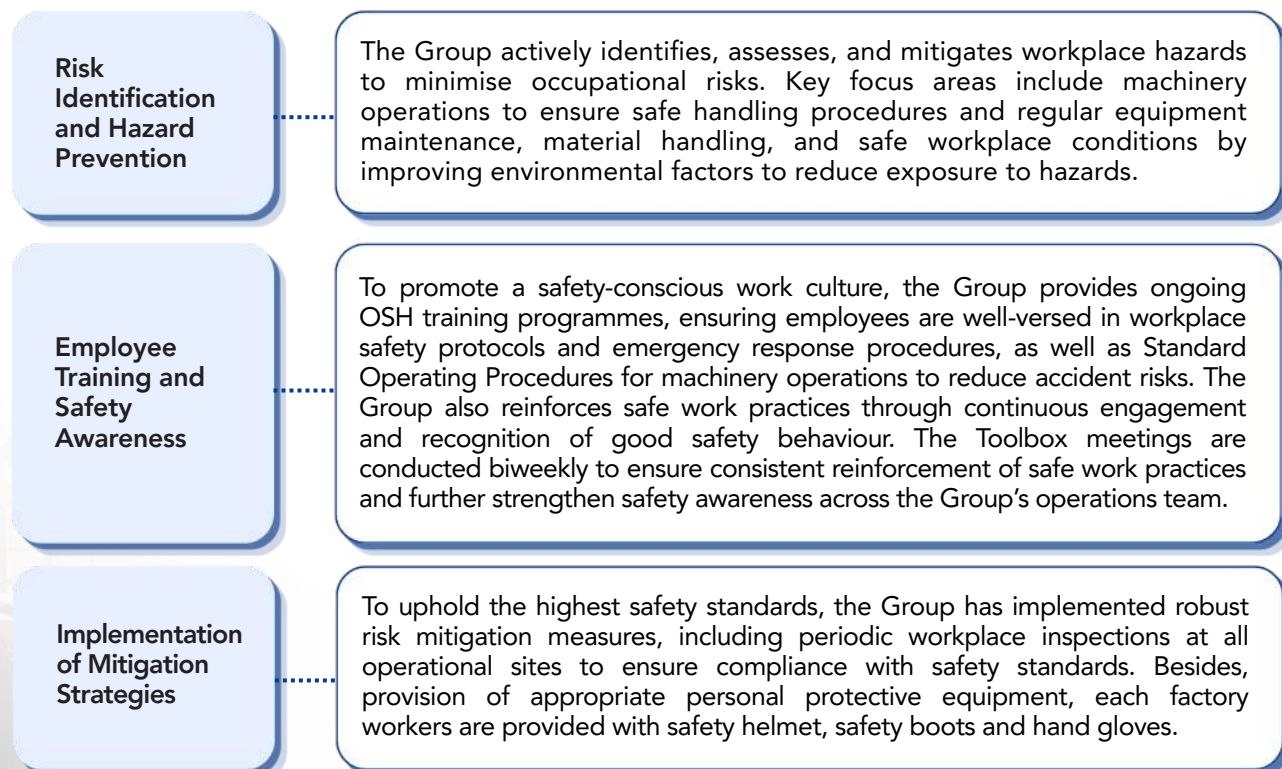 Risk
Identification
and Hazard
Prevention
The Group actively identifies, assesses, and mitigates workplace hazards
to minimise occupational risks. Key focus areas include machinery
operations to ensure safe handling procedures and regular equipment
maintenance, material handling, and safe workplace conditions by
improving environmental factors to reduce exposure to hazards.
Employee
Training and
Safety
Awareness
To promote a safety-conscious work culture, the Group provides ongoing
OSH training programmes, ensuring employees are well-versed in workplace
safety protocols and emergency response procedures, as well as Standard
Operating Procedures for machinery operations to reduce accident risks. The
Group also reinforces safe work practices through continuous engagement
and recognition of good safety behaviour. The Toolbox meetings are
conducted biweekly to ensure consistent reinforcement of safe work practices
and further strengthen safety awareness across the Group's operations team.
Implementation
of Mitigation
Strategies
To uphold the highest safety standards, the Group has implemented robust
risk mitigation measures, including periodic workplace inspections at all
operational sites to ensure compliance with safety standards. Besides,
provision of appropriate personal protective equipment, each factory
workers are provided with safety helmet, safety boots and hand gloves.